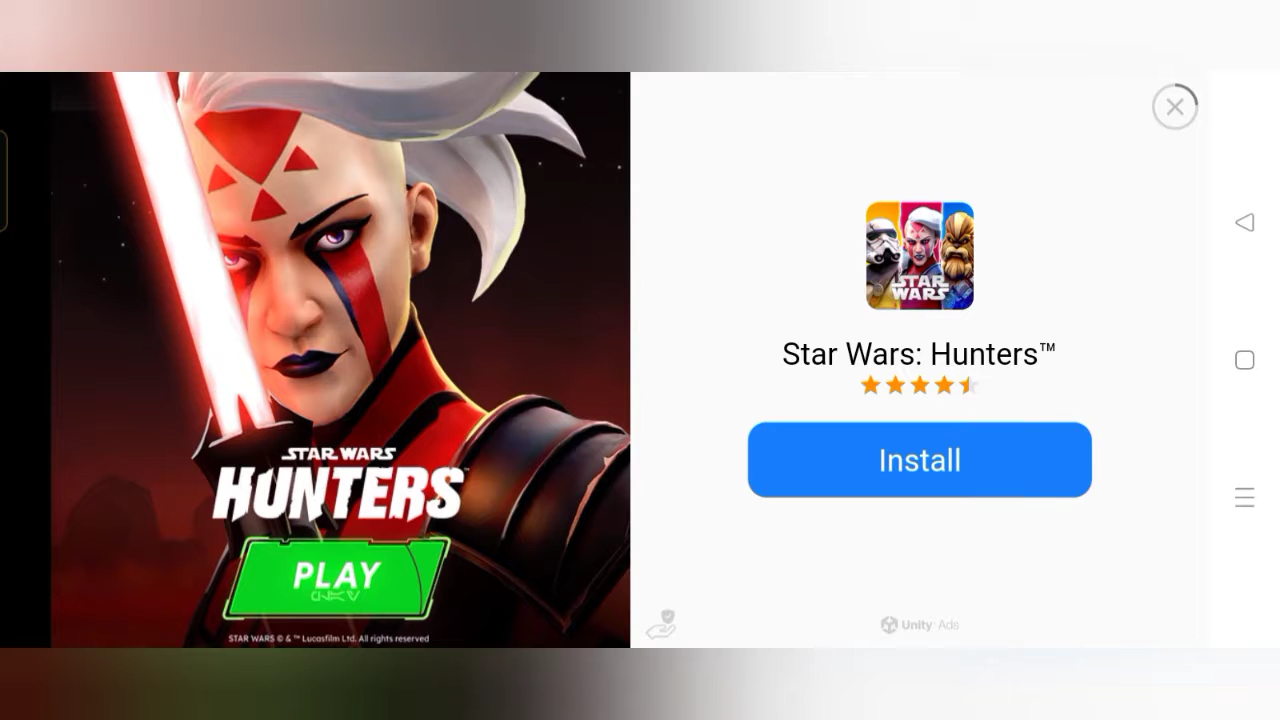 STAR WARS
HUNTERS™
PLAY
STAR WARS © & ™ Lucasfilm Ltd. All rights reserved
STAR
WARS
Star Wars: Hunters™
Install
Unity Ads